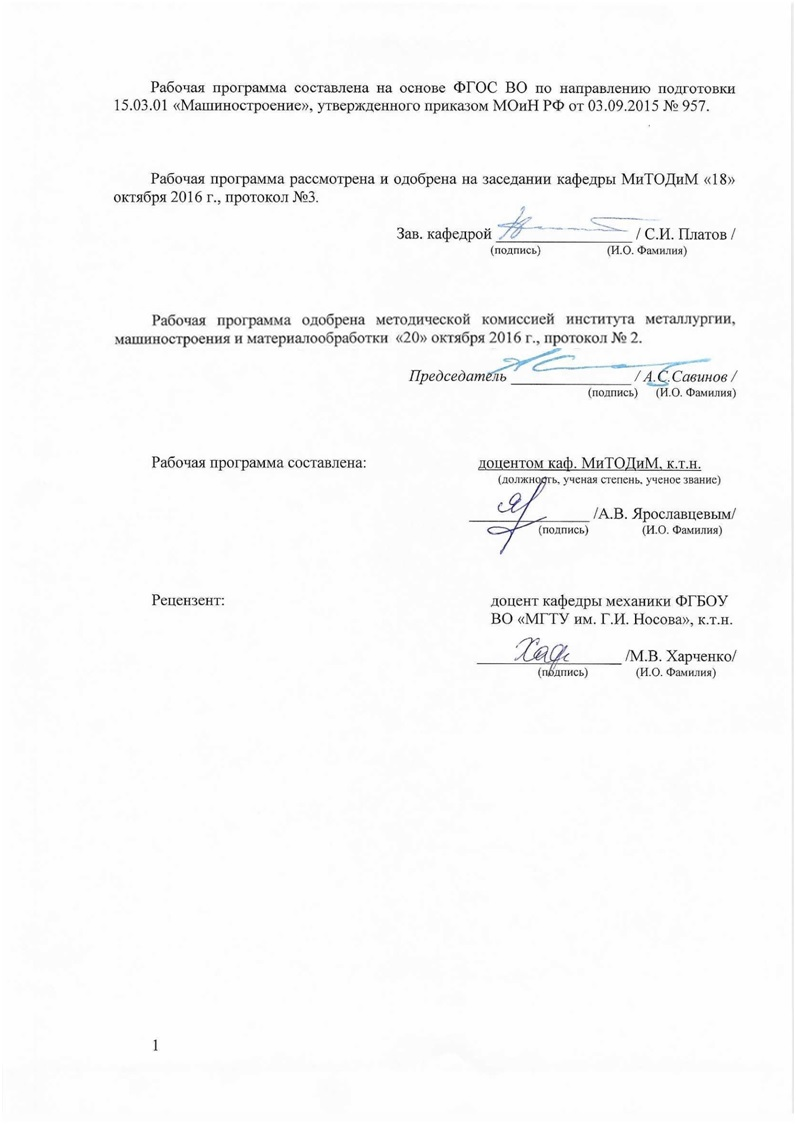 Рабочая программа составлена на основе ФГОС ВО по направлению подготовки
15.03.01 «Машиностроение», утвержденного приказом МОиН РФ от 03.09.2015 № 957.
Рабочая программа рассмотрена и одобрена на заседании кафедры МиТОДиМ «18»
октября 2016 г., протокол №3.
Зав. кафедрой / С.И. Платов /
(подпись) (И.О. Фамилия)
Рабочая программа одобрена методической комиссией института металлургии,
машиностроения и материалообработки «20» октября 2016 г., протокол № 2.
Председатель / А.С.Савинов /
(подпись) (И.О. Фамилия)
Рабочая программа составлена: доцентом каф. МиТОДиМ, к.т.н.
(должность, ученая степень, ученое звание)
/А.В. Ярославцевым/
(подпись) (И.О. Фамилия)
Рецензент: доцент кафедры механики ФГБОУ
ВО «МГТУ им. Г.И. Носова», к.т.н.
/М.В. Харченко/
(подпись) (И.О. Фамилия)
1